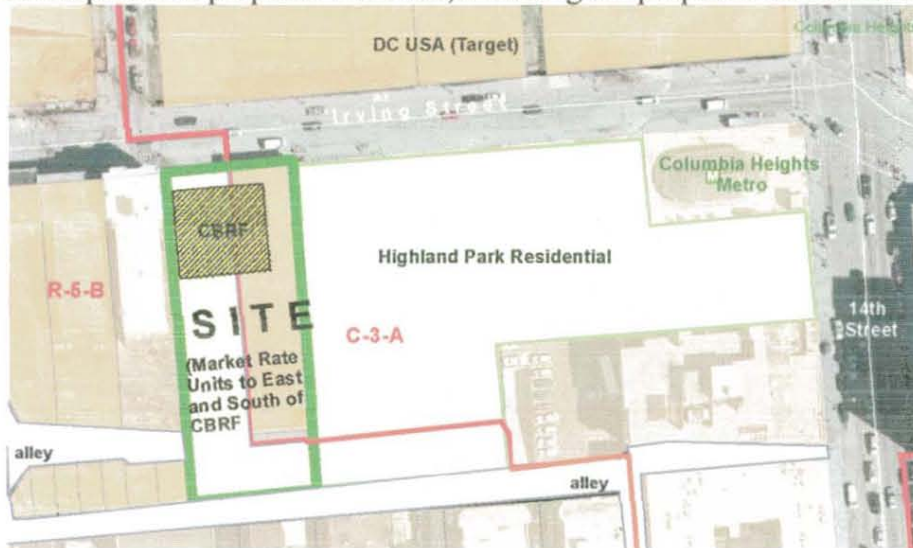 DC USA (Target)
Irving Street
Columbia Heights
Metro
M
CBRF
Highland Park Residential
R-5-B
SITE
C-3-A
14th
Street
(Market Rate
Units to East
and South of
CBRF
alley
alley